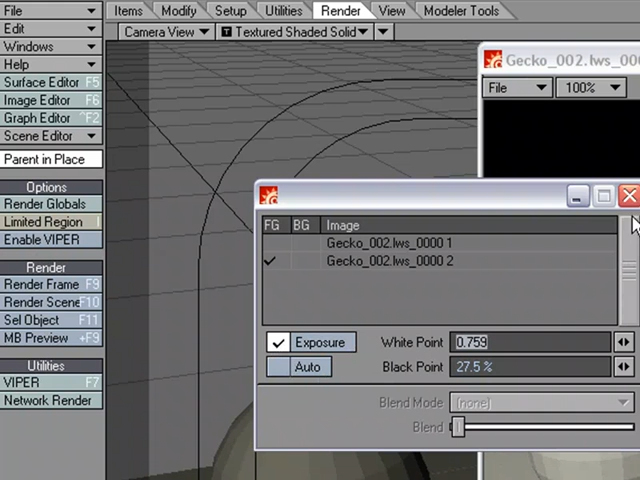 File
Items
Modify
Setup
Utilities
Render
View
Modeler Tools
Edit
Camera View
Textured Shaded Solid
Windows
Help
Surface Editor F5
Image Editor F6
Graph Editor ^F2
Scene Editor
Parent in Place
Options
Render Globals
Limited Region
Enable VIPER
Render
Render Frame F9
Render Scene F10
Sel Object F11
MB Preview +F9
Utilities
VIPER F7
Network Render
Gecko_002.lws_000
File
100%
FG BG Image
Gecko_002.lws_0000 1
Gecko_002.lws_0000 2
Exposure
White Point 0.759
Auto
Black Point 27.5 %
Blend Mode (none)
Blend